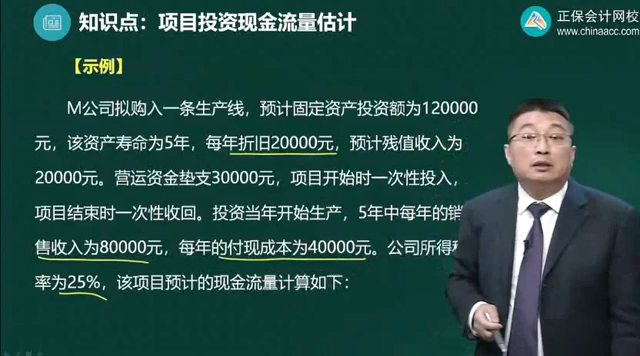 知识点：项目投资现金流量估计
正保会计网校
www.chinaacc.com
【示例】
M公司拟购入一条生产线，预计固定资产投资额为120000
元，该资产寿命为5年，每年折旧20000元，预计残值收入为
20000元。营运资金垫支30000元，项目开始时一次性投入，
项目结束时一次性收回。投资当年开始生产，5年中每年的销
售收入为80000元，每年的付现成本为40000元。公司所得
率为25%，该项目预计的现金流量计算如下：